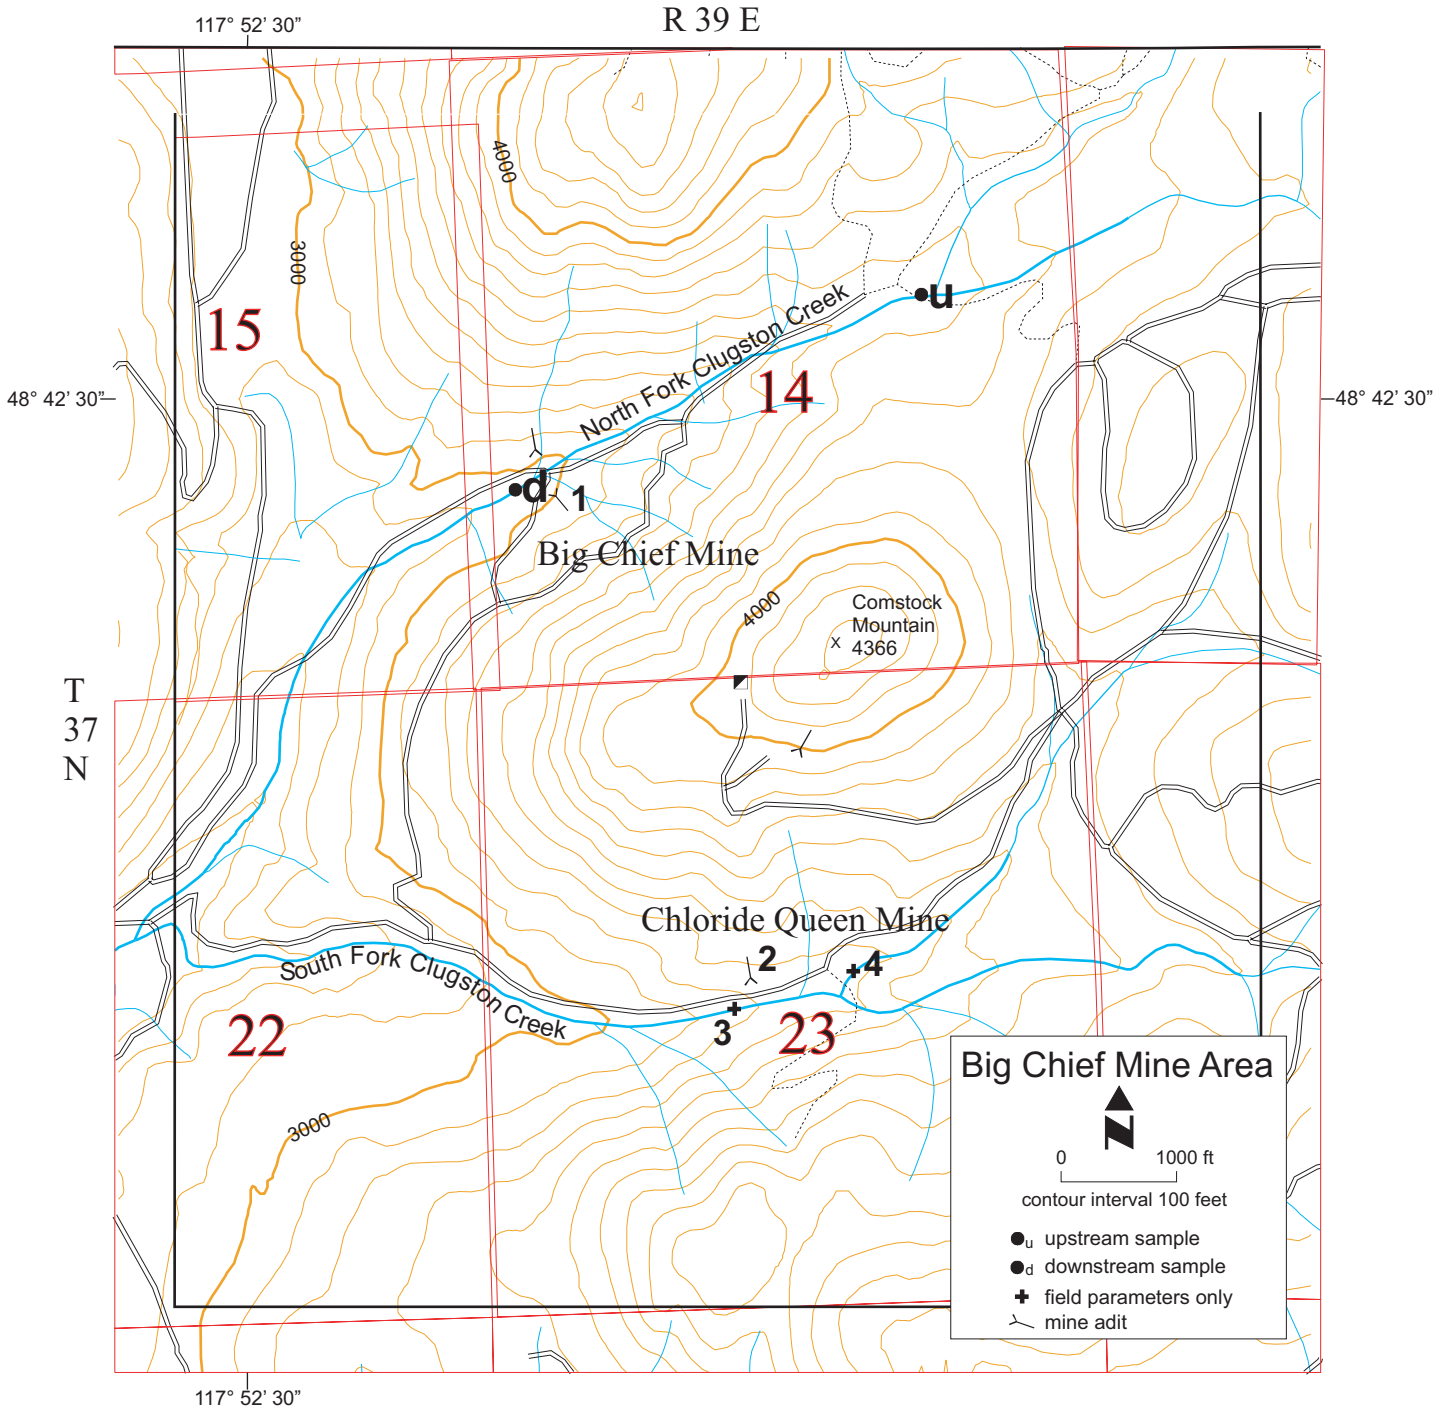 R 39 E
117° 52’ 30”
4000
3000
15
u
North Fork Clugston Creek
14
48° 42’ 30”
48° 42’ 30”
d
1
Big Chief Mine
4000
Comstock
Mountain
4366
x
T
37
N
Chloride Queen Mine
2
4
South Fork Clugston Creek
3
22
23
3000
Big Chief Mine Area
N
0 1000 ft
contour interval 100 feet
u upstream sample
d downstream sample
field parameters only
mine adit
117° 52’ 30”